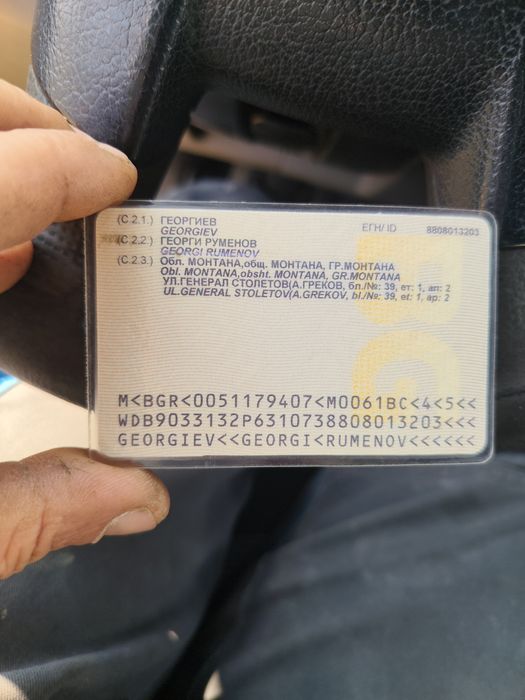 (C.2.1.) ГЕОРГИЕВ ЕГН/ ID 8808013203
GEORGIEV
(C.2.2.) ГЕОРГИ РУМЕНОВ
GEORGI RUMENOV
(C.2.3.) Обл. МОНТАНА,общ. МОНТАНА, ГР.МОНТАНА
Obl. MONTANA,obsht. MONTANA, GR.MONTANA
УЛ.ГЕНЕРАЛ СТОЛЕТОВ(А.ГРЕКОВ, бл./№: 39, ет: 1, ап: 2
UL.GENERAL STOLETOV(A.GREKOV, bl./№: 39, et: 1, ap: 2
BG
M<BGR<0051179407<M0061BC<4<5<<
WDB9033132P6310738808013203<<<
GEORGIEV<<GEORGI<RUMENOV<<<<<<